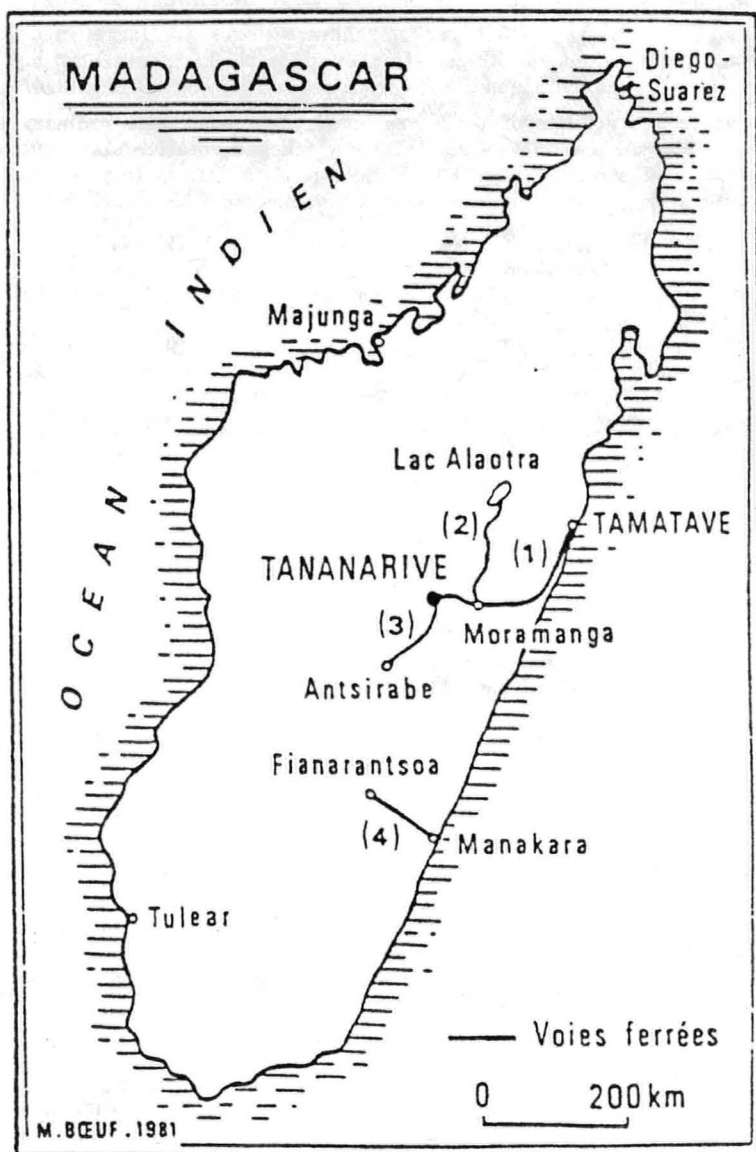 MADAGASCAR
Diego-
Suarez
OCEAN INDIEN
Majunga
Lac Alaotra
(2)
(1)
TAMATAVE
TANANARIVE
(3)
Moramanga
Antsirabe
Fianarantsoa
(4)
Manakara
Tulear
Voies ferrées
0 200 km
M. BŒUF. 1981